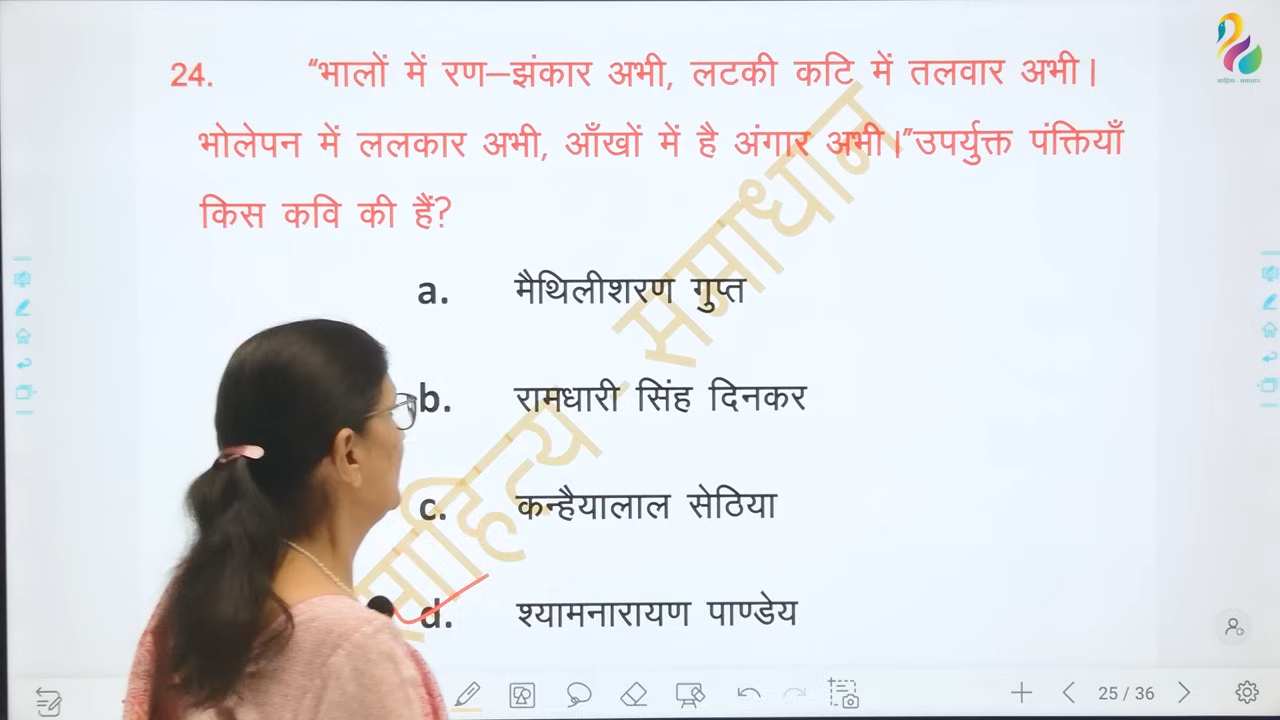 24. “भालों में रण–झंकार अभी, लटकी कटि में तलवार अभी।
भोलेपन में ललकार अभी, आँखों में है अंगार अभी।”उपर्युक्त पंक्तियाँ
किस कवि की हैं?
a. मैथिलीशरण गुप्त
b. रामधारी सिंह दिनकर
c. कन्हैयालाल सेठिया
d. श्यामनारायण पाण्डेय
साहित्य - समाधान
साहित्य - समाधान
25 / 36